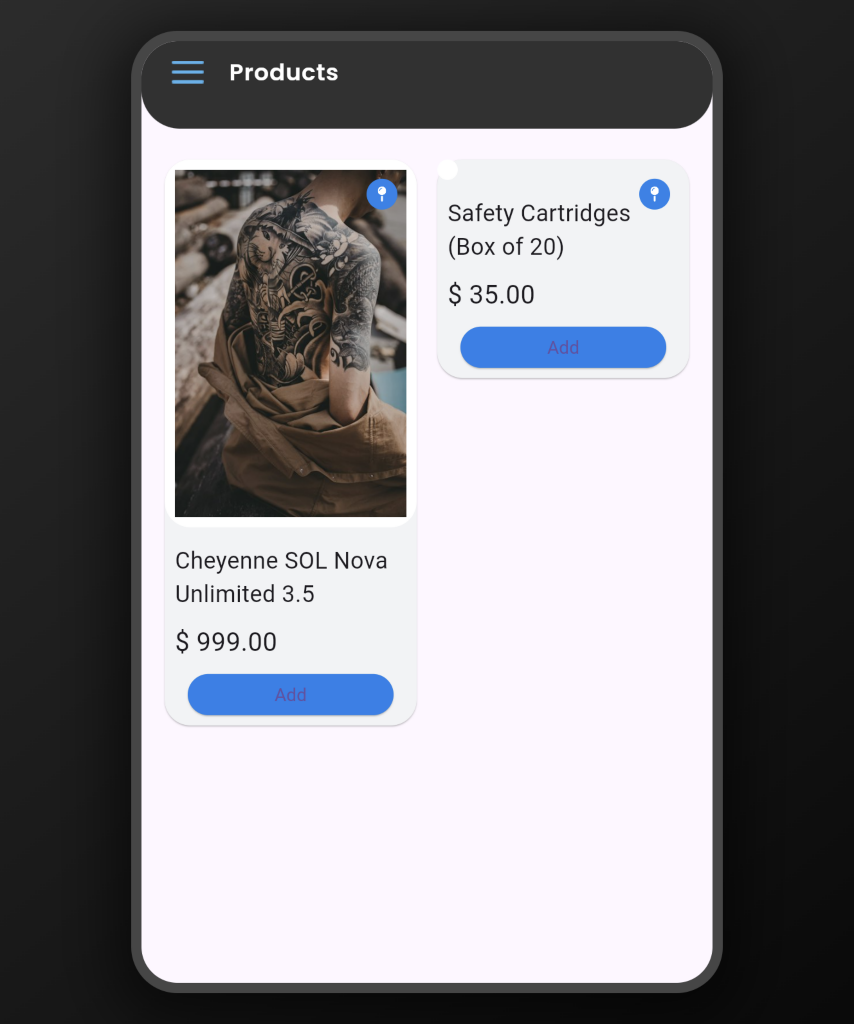 Products
Cheyenne SOL Nova
Unlimited 3.5
$ 999.00
Add
Safety Cartridges
(Box of 20)
$ 35.00
Add